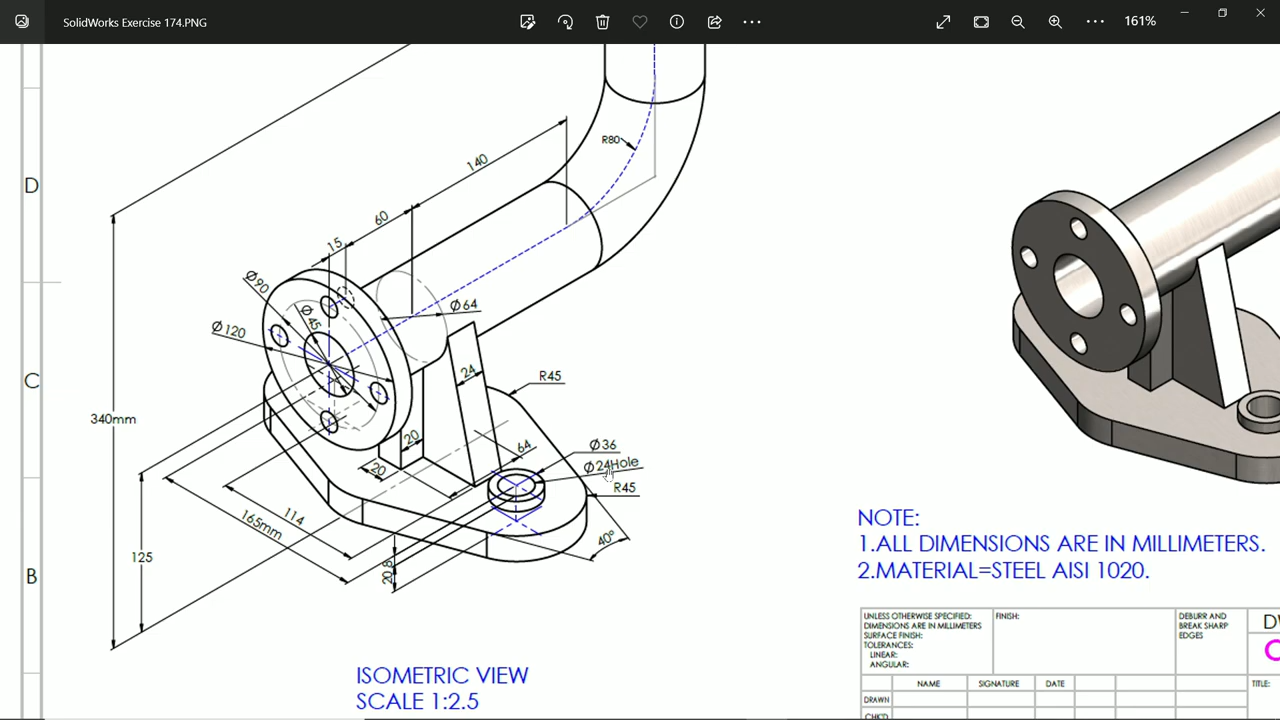 SolidWorks Exercise 174.PNG
161%
D
C
B
R80
140
60
15
Ø90
Ø45
Ø120
Ø64
24
R45
340mm
20
64
Ø36
Ø24Hole
20
R45
114
165mm
40°
125
20
8
ISOMETRIC VIEW
SCALE 1:2.5
NOTE:
1.ALL DIMENSIONS ARE IN MILLIMETERS.
2.MATERIAL=STEEL AISI 1020.
UNLESS OTHERWISE SPECIFIED:
DIMENSIONS ARE IN MILLIMETERS
SURFACE FINISH:
TOLERANCES:
LINEAR:
ANGULAR:
FINISH:
DEBURR AND
BREAK SHARP
EDGES
NAME
SIGNATURE
DATE
TITLE:
DRAWN
CHK'D